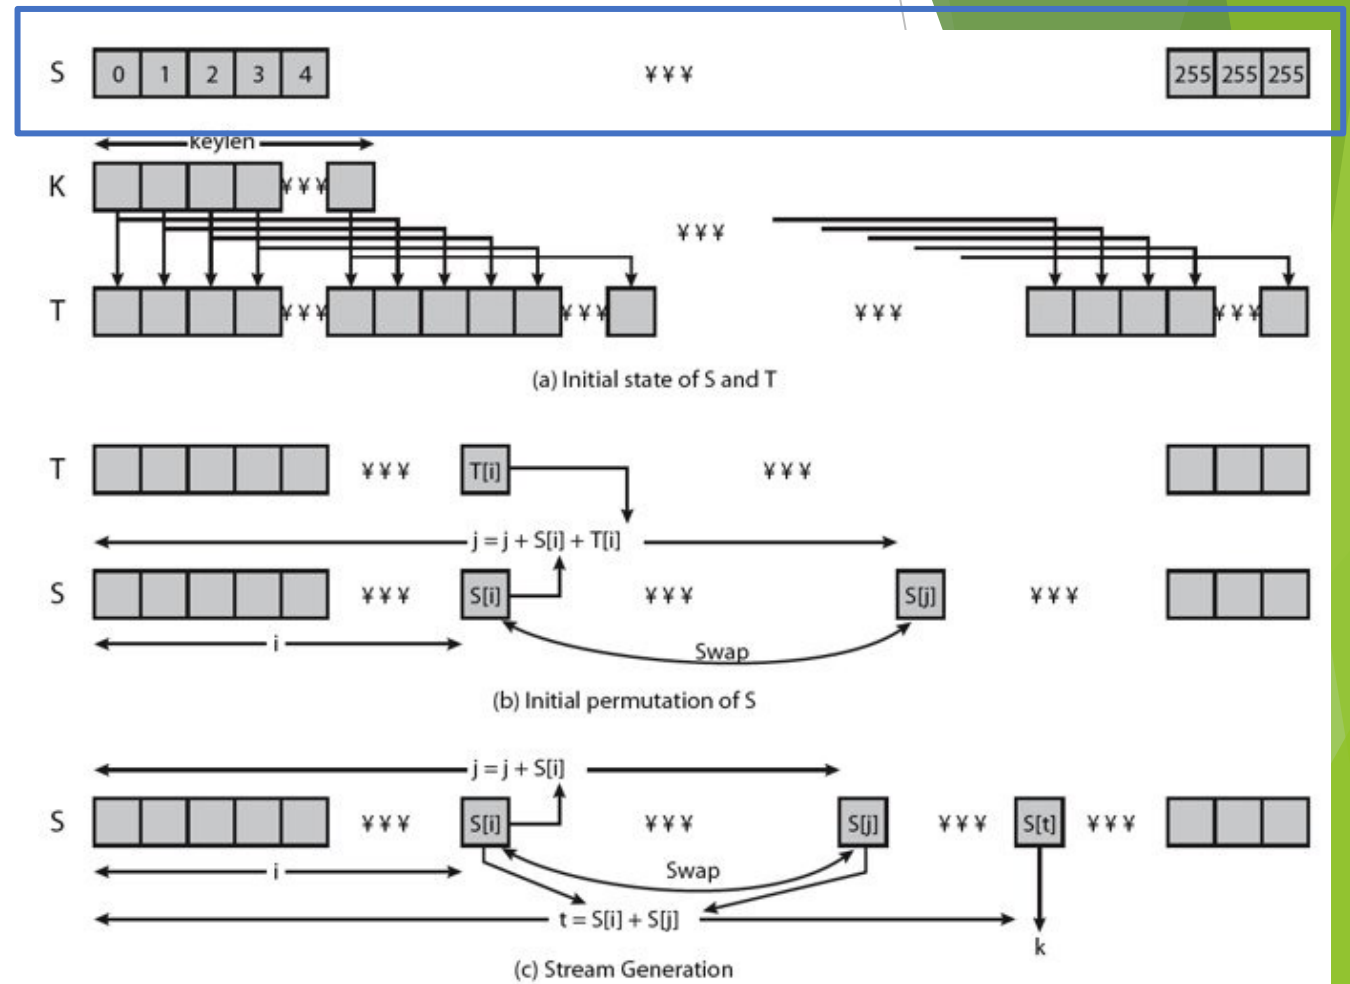 S 0 1 2 3 4 ¥ ¥ ¥ 255 255 255
keylen
K ¥ ¥ ¥
¥ ¥ ¥
T ¥ ¥ ¥ ¥ ¥ ¥ ¥ ¥ ¥ ¥ ¥ ¥
(a) Initial state of S and T
T ¥ ¥ ¥ T[i] ¥ ¥ ¥
j = j + S[i] + T[i]
S ¥ ¥ ¥ S[i] ¥ ¥ ¥ S[j] ¥ ¥ ¥
i
Swap
(b) Initial permutation of S
j = j + S[i]
S ¥ ¥ ¥ S[i] ¥ ¥ ¥ S[j] ¥ ¥ ¥ S[t] ¥ ¥ ¥
i
Swap
t = S[i] + S[j]
k
(c) Stream Generation